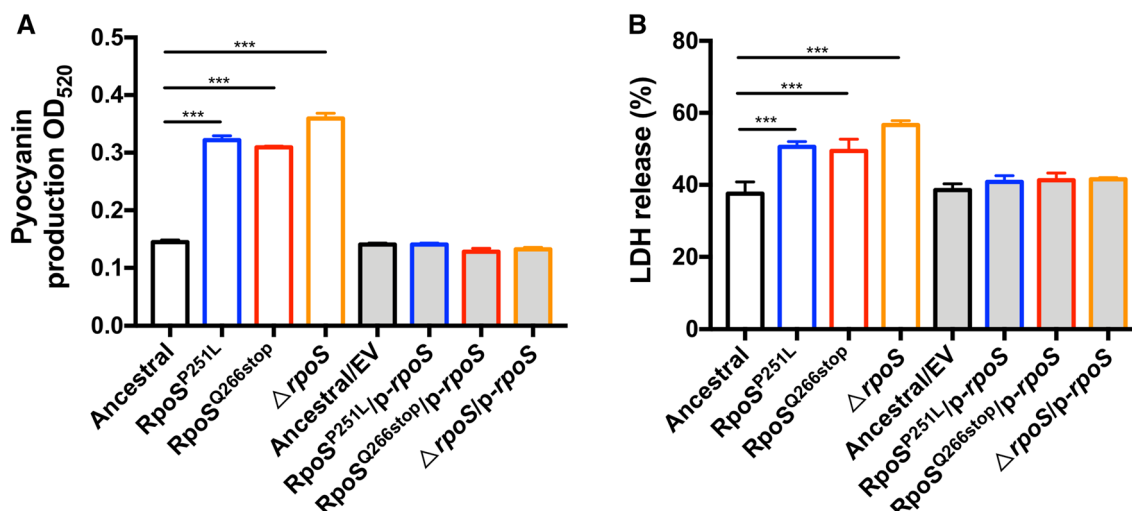 A
Pyocyanin
production OD520
0.5
0.4
0.3
0.2
0.1
0.0
***
***
***
Ancestral
RpoSP251L
RpoSQ266stop
△rpoS
Ancestral/EV
RpoSP251L/p-rpoS
RpoSQ266stop/p-rpoS
△rpoS/p-rpoS
B
LDH release (%)
80
60
40
20
0
***
***
***
Ancestral
RpoSP251L
RpoSQ266stop
△rpoS
Ancestral/EV
RpoSP251L/p-rpoS
RpoSQ266stop/p-rpoS
△rpoS/p-rpoS